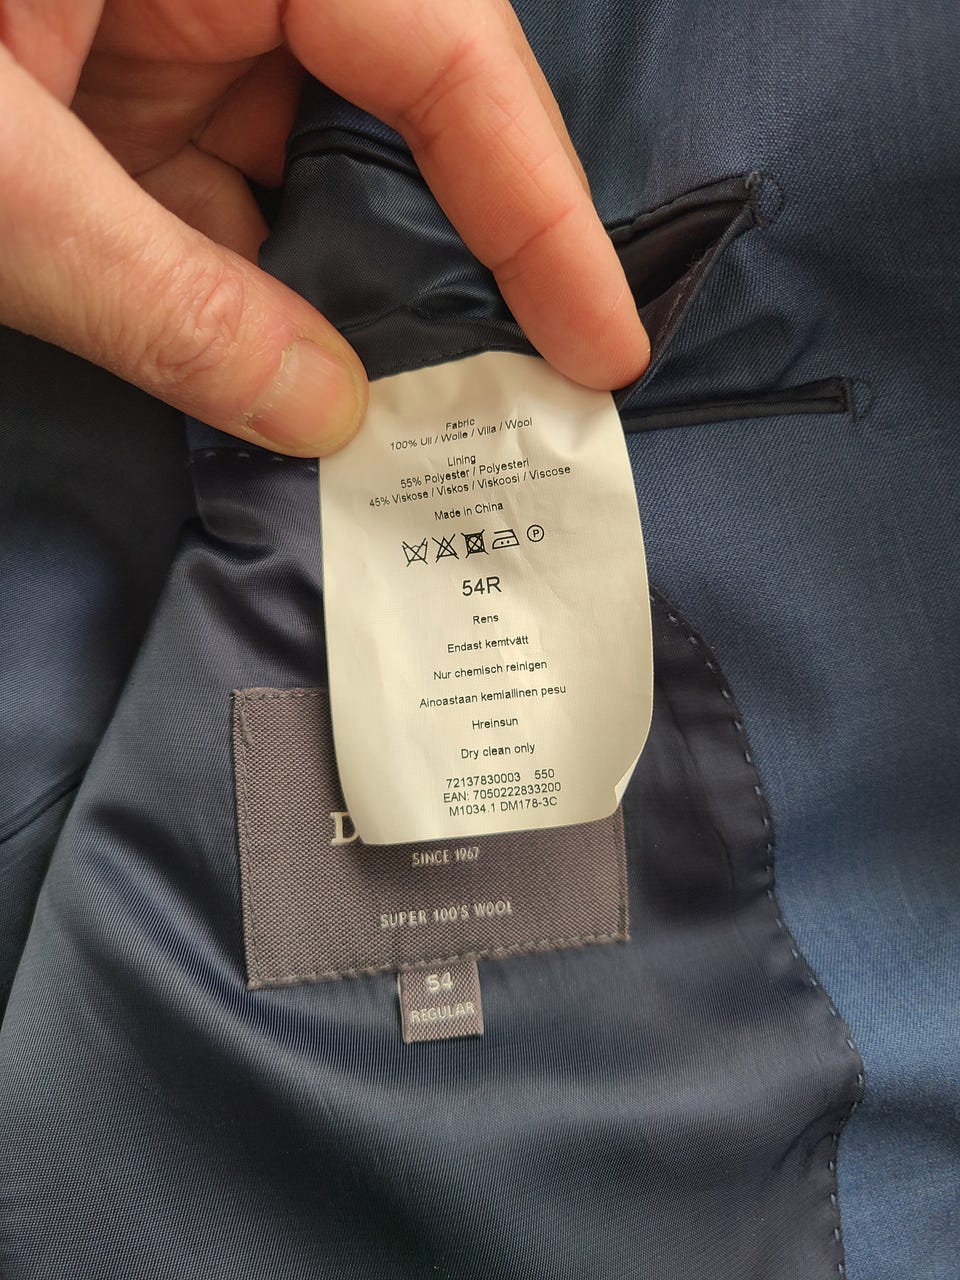 Fabric
100% Ull / Wolle / Villa / Wool
Lining
55% Polyester / Polyesteri
45% Viskose / Viskos / Viskoosi / Viscose
Made in China
P
54R
Rens
Endast kemtvätt
Nur chemisch reinigen
Ainoastaan kemiallinen pesu
Hreinsun
Dry clean only
72137830003 550
EAN: 7050222833200
M1034.1 DM178-3C
D
SINCE 1967
SUPER 100'S WOOL
54
REGULAR